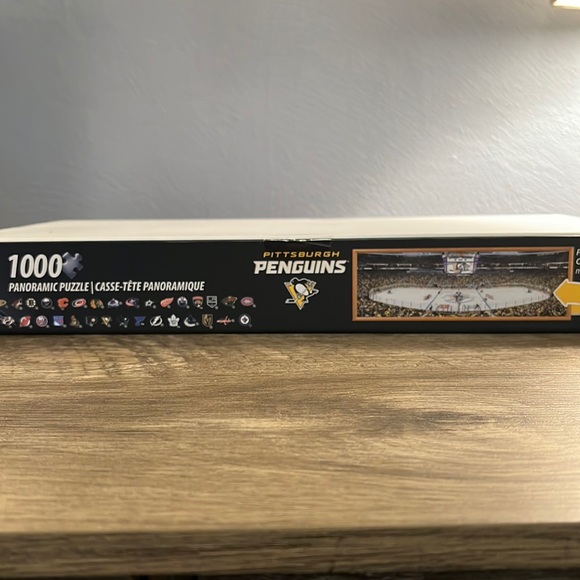 1000
PANORAMIC PUZZLE | CASSE-TÊTE PANORAMIQUE
PITTSBURGH
PENGUINS